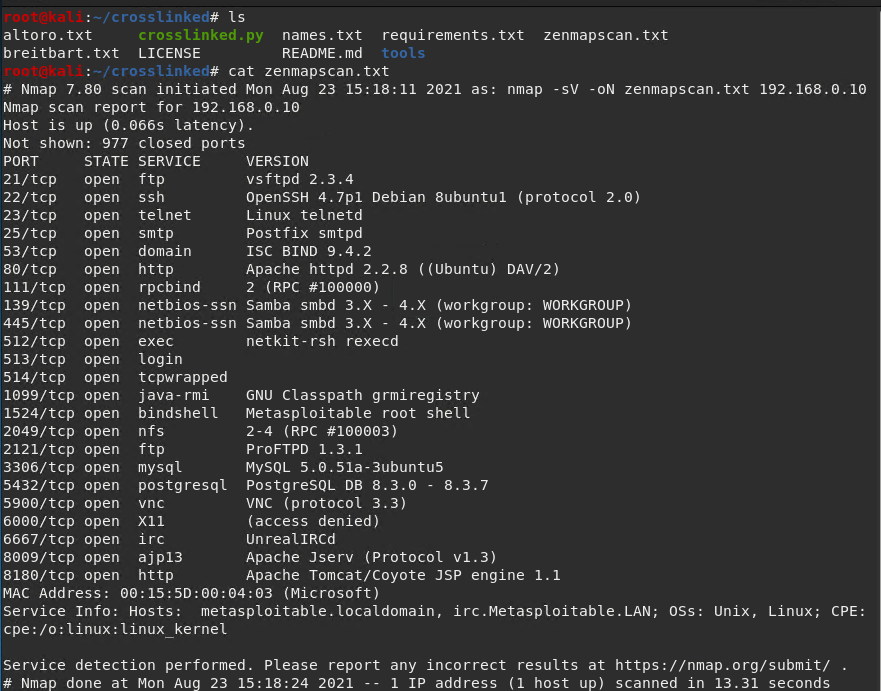 root@kali:~/crosslinked# ls
altoro.txt     crosslinked.py  names.txt  requirements.txt  zenmapscan.txt
breitbart.txt  LICENSE         README.md  tools
root@kali:~/crosslinked# cat zenmapscan.txt
# Nmap 7.80 scan initiated Mon Aug 23 15:18:11 2021 as: nmap -sV -oN zenmapscan.txt 192.168.0.10
Nmap scan report for 192.168.0.10
Host is up (0.066s latency).
Not shown: 977 closed ports
PORT     STATE SERVICE     VERSION
21/tcp   open  ftp         vsftpd 2.3.4
22/tcp   open  ssh         OpenSSH 4.7p1 Debian 8ubuntu1 (protocol 2.0)
23/tcp   open  telnet      Linux telnetd
25/tcp   open  smtp        Postfix smtpd
53/tcp   open  domain      ISC BIND 9.4.2
80/tcp   open  http        Apache httpd 2.2.8 ((Ubuntu) DAV/2)
111/tcp  open  rpcbind     2 (RPC #100000)
139/tcp  open  netbios-ssn Samba smbd 3.X - 4.X (workgroup: WORKGROUP)
445/tcp  open  netbios-ssn Samba smbd 3.X - 4.X (workgroup: WORKGROUP)
512/tcp  open  exec        netkit-rsh rexecd
513/tcp  open  login
514/tcp  open  tcpwrapped
1099/tcp open  java-rmi    GNU Classpath grmiregistry
1524/tcp open  bindshell   Metasploitable root shell
2049/tcp open  nfs         2-4 (RPC #100003)
2121/tcp open  ftp         ProFTPD 1.3.1
3306/tcp open  mysql       MySQL 5.0.51a-3ubuntu5
5432/tcp open  postgresql  PostgreSQL DB 8.3.0 - 8.3.7
5900/tcp open  vnc         VNC (protocol 3.3)
6000/tcp open  X11         (access denied)
6667/tcp open  irc         UnrealIRCd
8009/tcp open  ajp13       Apache Jserv (Protocol v1.3)
8180/tcp open  http        Apache Tomcat/Coyote JSP engine 1.1
MAC Address: 00:15:5D:00:04:03 (Microsoft)
Service Info: Hosts:  metasploitable.localdomain, irc.Metasploitable.LAN; OSs: Unix, Linux; CPE:
cpe:/o:linux:linux_kernel

Service detection performed. Please report any incorrect results at https://nmap.org/submit/ .
# Nmap done at Mon Aug 23 15:18:24 2021 -- 1 IP address (1 host up) scanned in 13.31 seconds